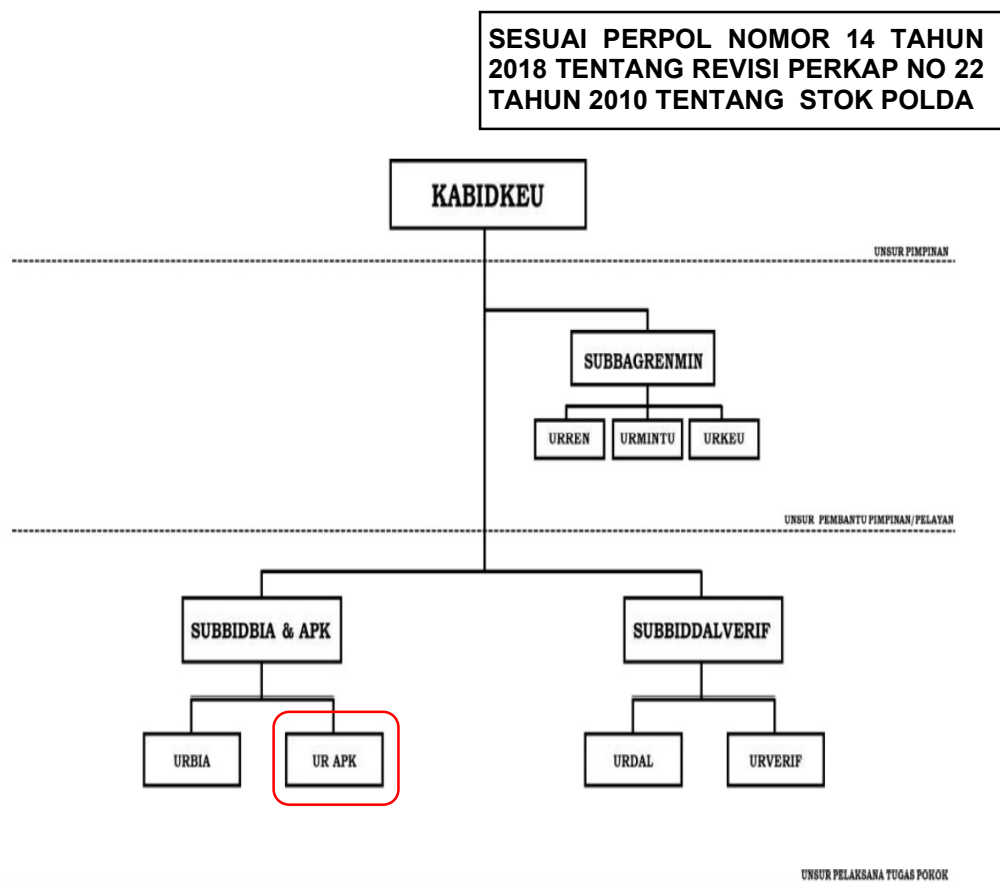 SESUAI PERPOL NOMOR 14 TAHUN
2018 TENTANG REVISI PERKAP NO 22
TAHUN 2010 TENTANG STOK POLDA
KABIDKEU
UNSUR PIMPINAN
SUBBAGRENMIN
URREN
URMINTU
URKEU
UNSUR PEMBANTU PIMPINAN/PELAYAN
SUBBIDBIA & APK
SUBBIDDALVERIF
URBIA
UR APK
URDAL
URVERIF
UNSUR PELAKSANA TUGAS POKOK